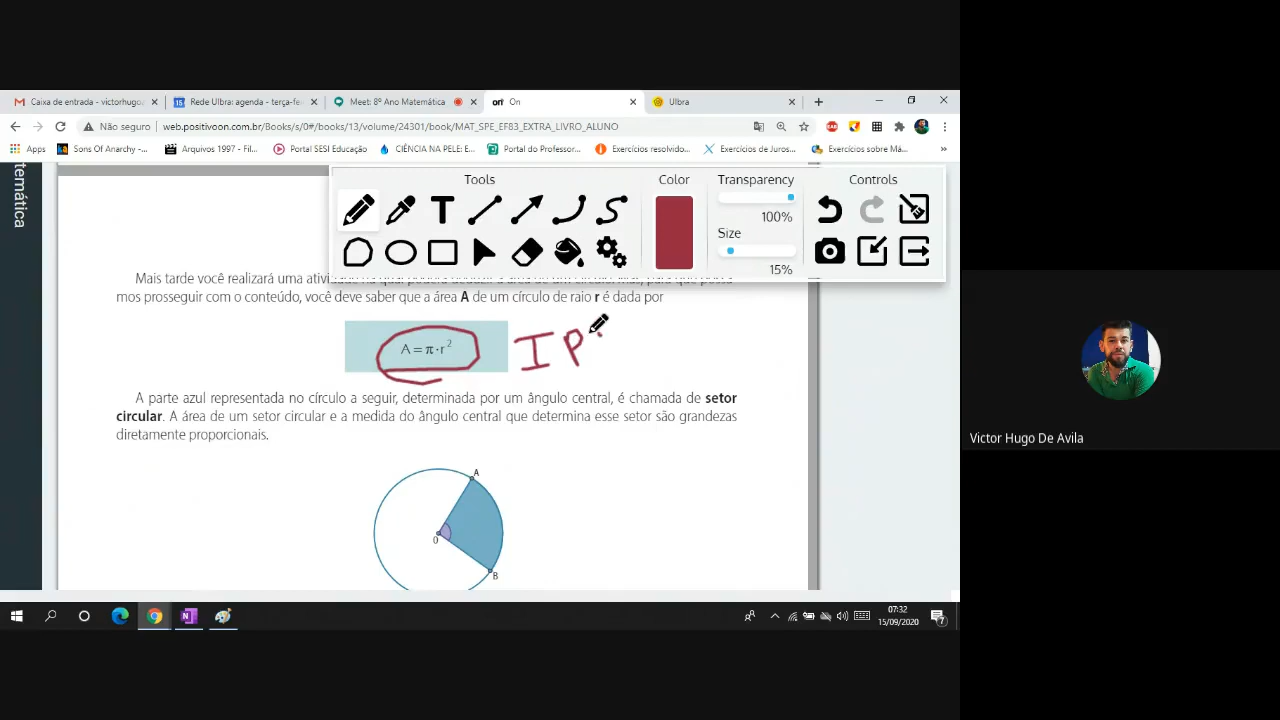 Caixa de entrada - victorhugo
Rede Ulbra: agenda - terça-fe
Meet: 8º Ano Matemática
on On
Ulbra
Não seguro
web.positivoon.com.br/Books/s/0#/books/13/volume/24301/book/MAT_SPE_EF83_EXTRA_LIVRO_ALUNO
Apps
Sons Of Anarchy -...
Arquivos 1997 - Fil...
Portal SESI Educação
CIÊNCIA NA PELE: E...
Portal do Professor...
Exercícios resolvido...
Exercícios de Juros...
Exercícios sobre Má...
»
temática
Tools
Color
Transparency
Controls
T
100%
Size
15%
Mais tarde você realizará uma ativi
mos prosseguir com o conteúdo, você deve saber que a área A de um círculo de raio r é dada por
A = π · r²
I P
A parte azul representada no círculo a seguir, determinada por um ângulo central, é chamada de setor
circular. A área de um setor circular e a medida do ângulo central que determina esse setor são grandezas
diretamente proporcionais.
A
O
B
Victor Hugo De Avila
07:32
15/09/2020
7